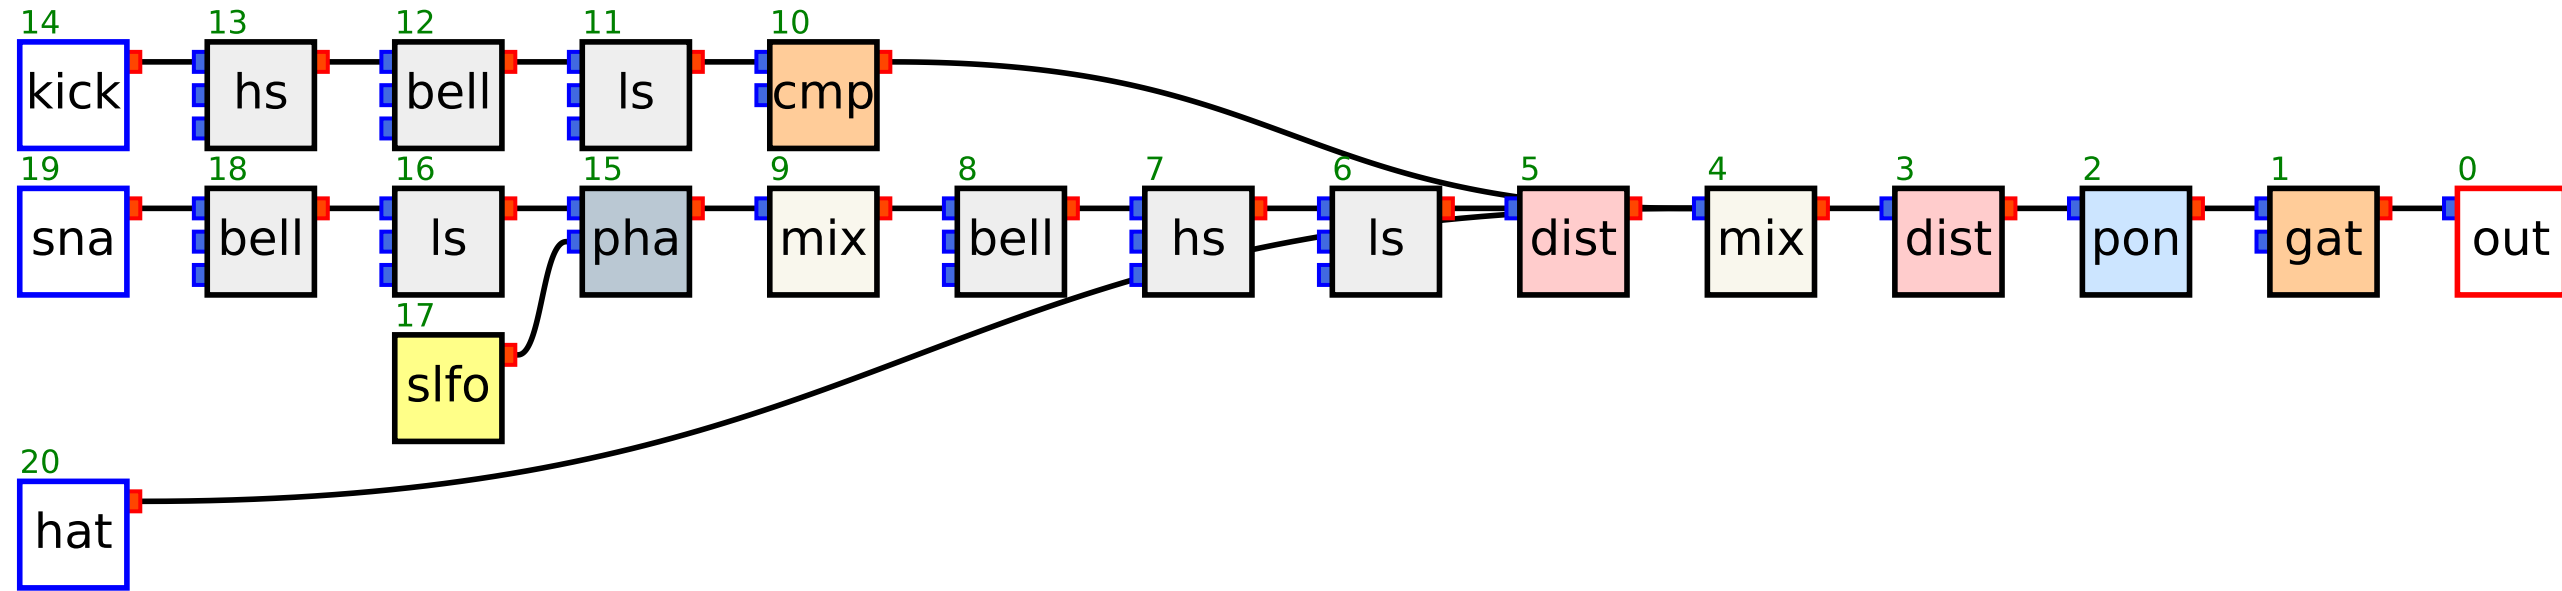 14 13 12 11 10
kick hs bell ls cmp
19 18 16 15 9 8 7 6 5 4 3 2 1 0
sna bell ls pha mix bell hs ls dist mix dist pon gat out
17
slfo
20
hat